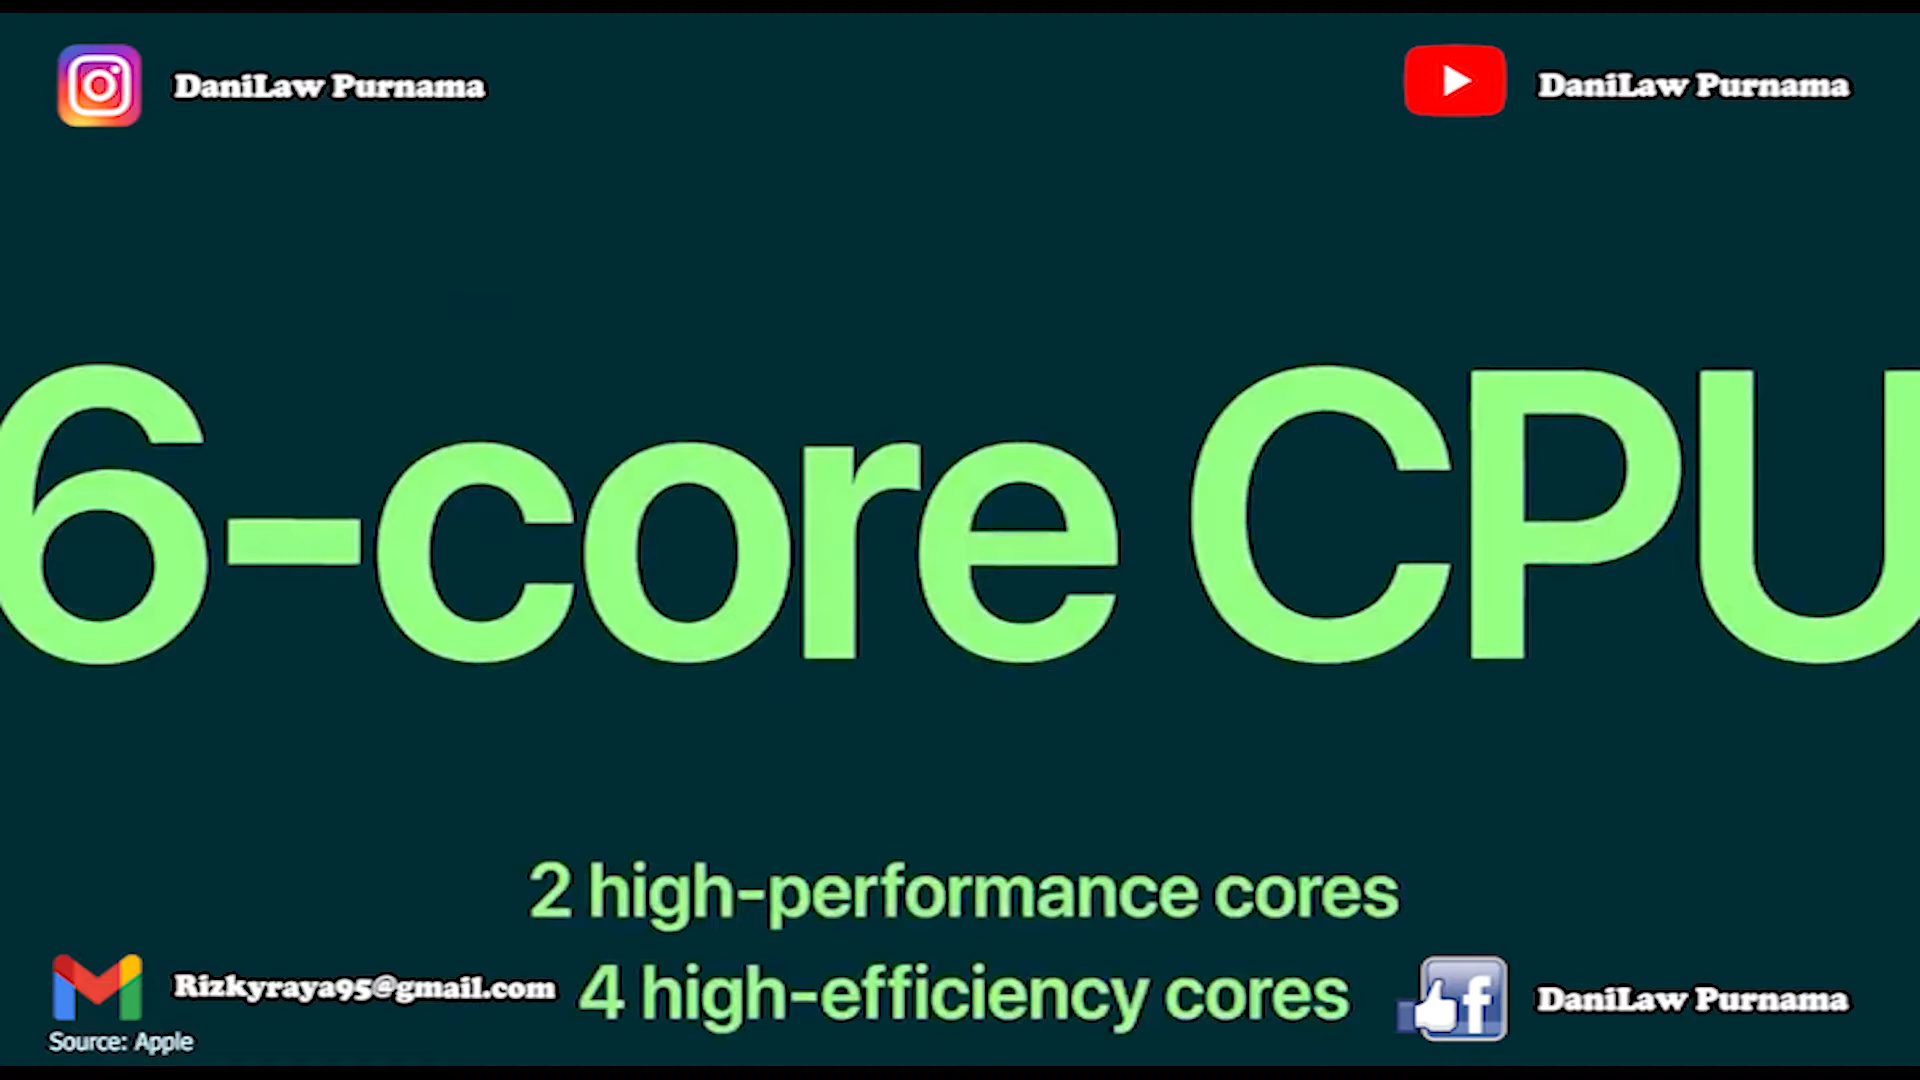 DaniLaw Purnama
DaniLaw Purnama
6-core CPU
2 high-performance cores
4 high-efficiency cores
Rizkyraya95@gmail.com
DaniLaw Purnama
Source: Apple